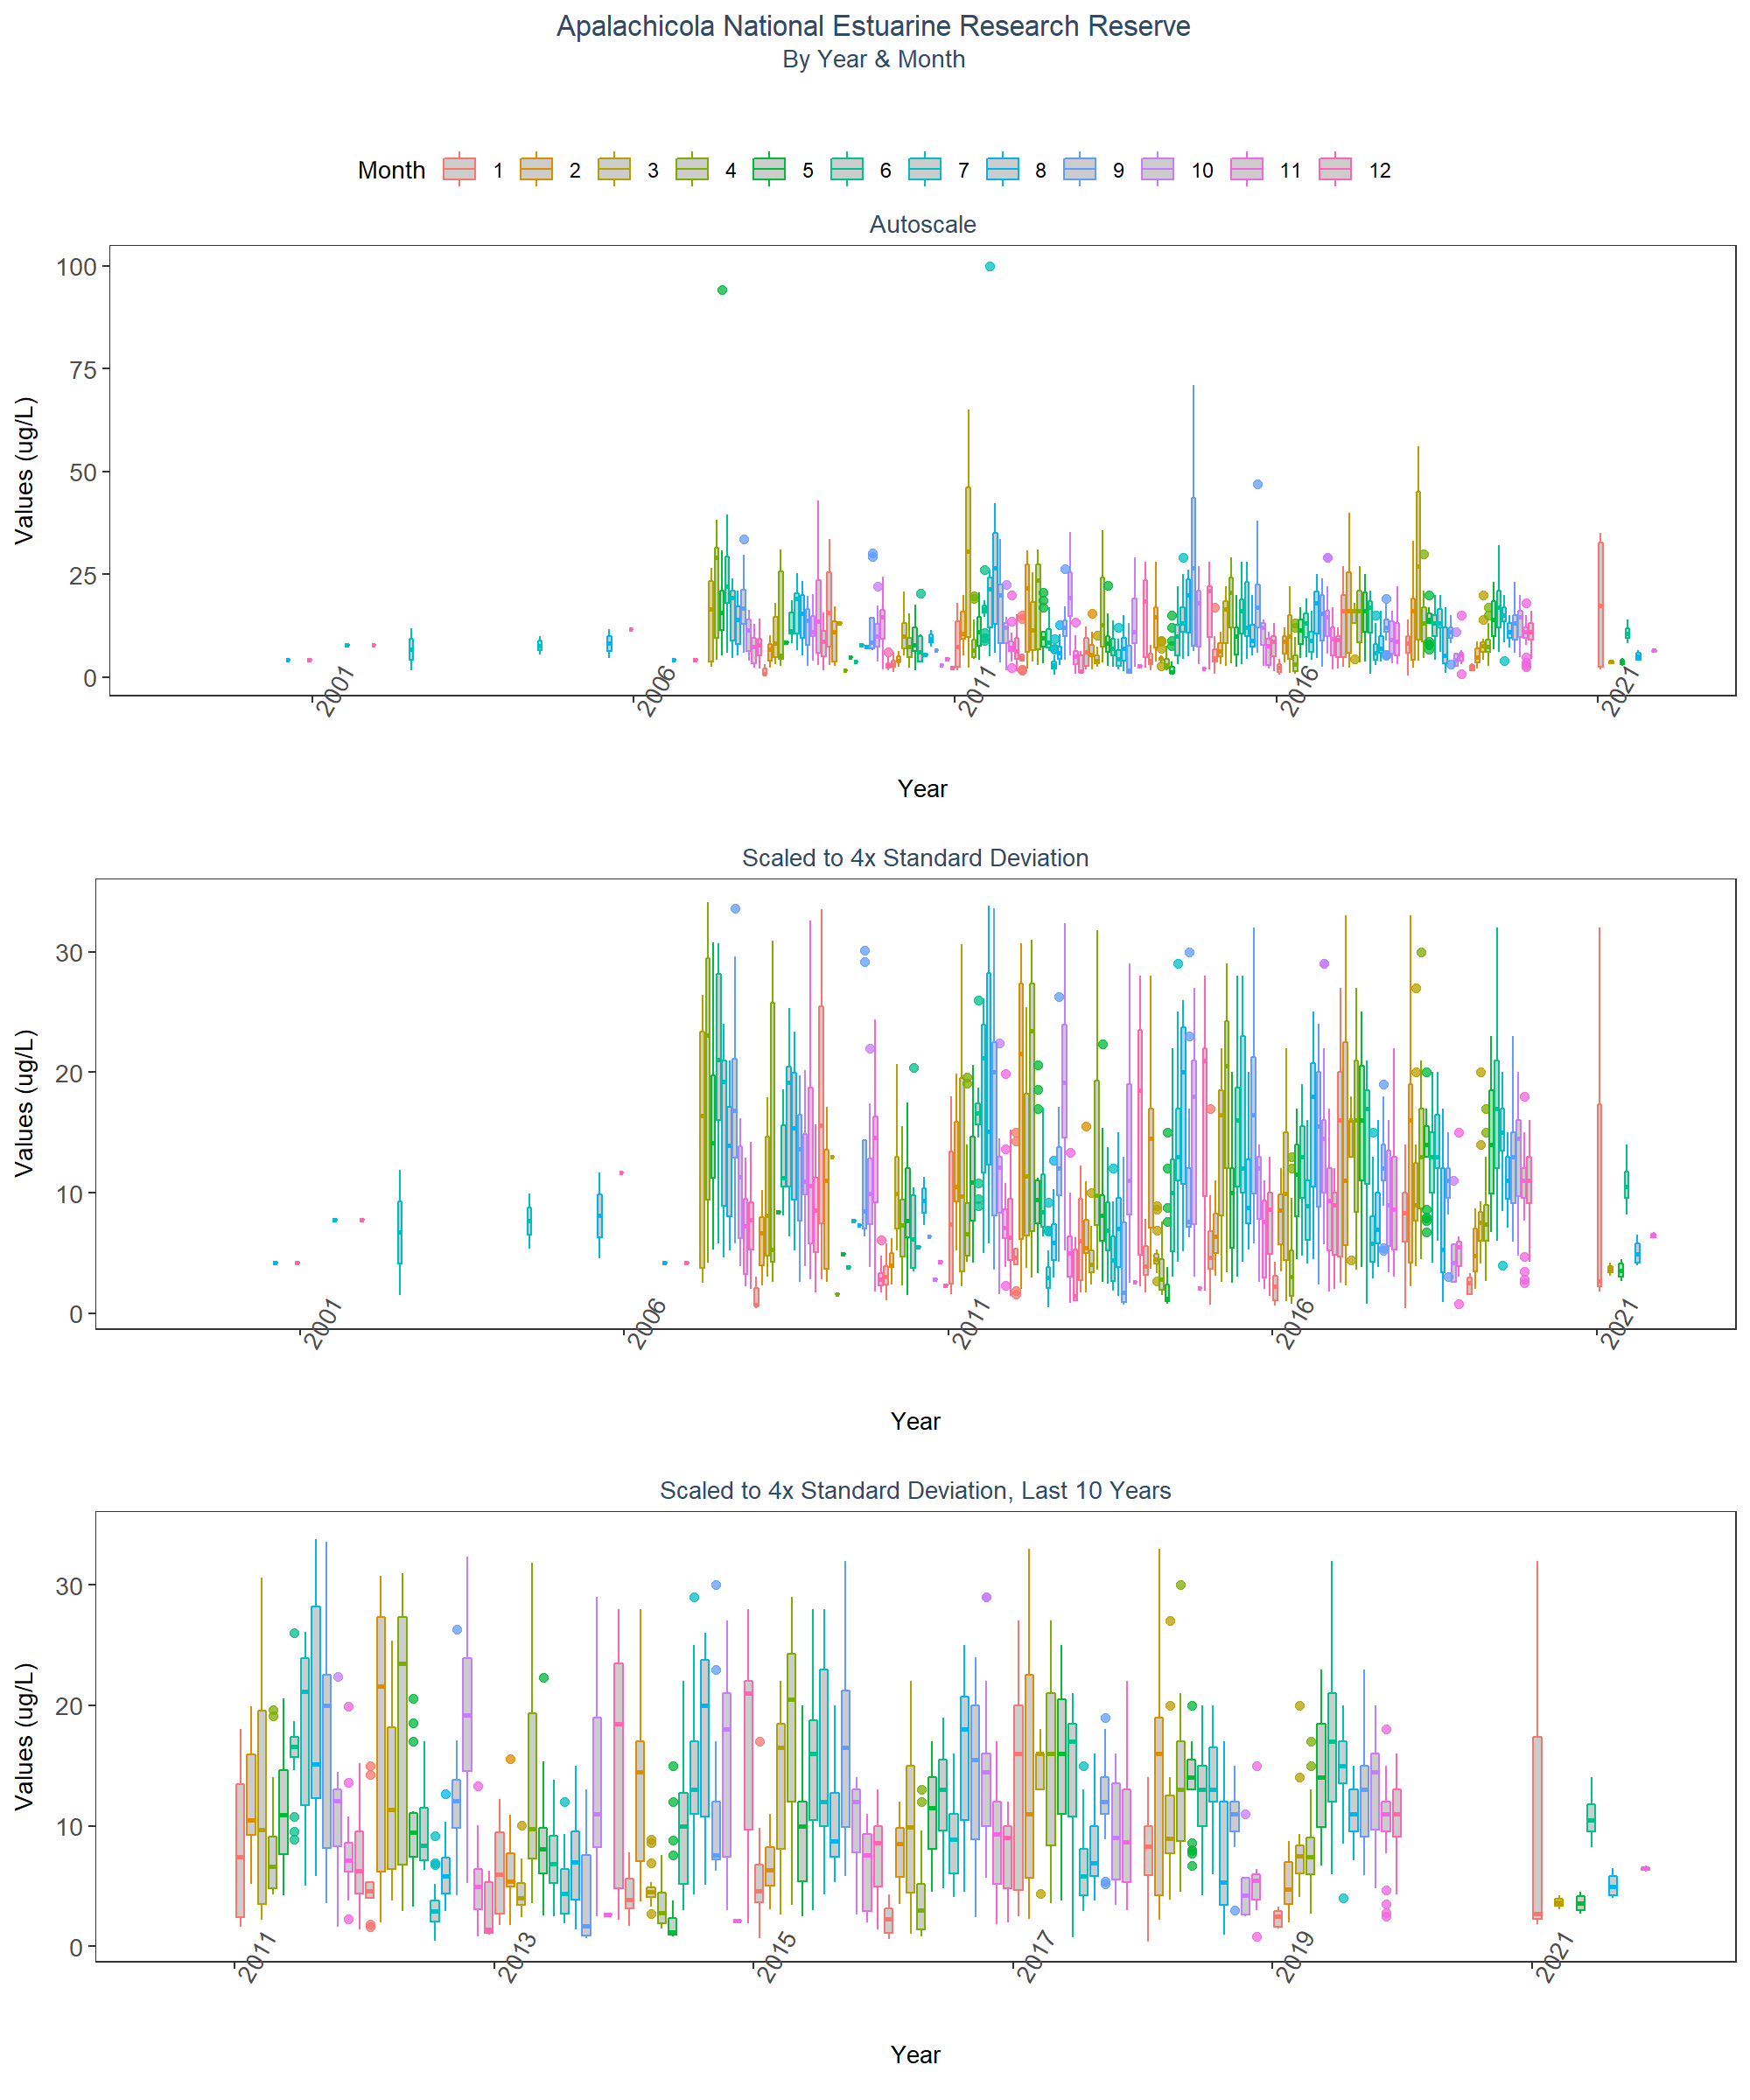 Apalachicola National Estuarine Research Reserve
By Year & Month
Month 1 2 3 4 5 6 7 8 9 10 11 12
Autoscale
Values (ug/L)
100
75
50
25
0
2001 2006 2011 2016 2021
Year
Scaled to 4x Standard Deviation
Values (ug/L)
30
20
10
0
2001 2006 2011 2016 2021
Year
Scaled to 4x Standard Deviation, Last 10 Years
Values (ug/L)
30
20
10
0
2011 2013 2015 2017 2019 2021
Year